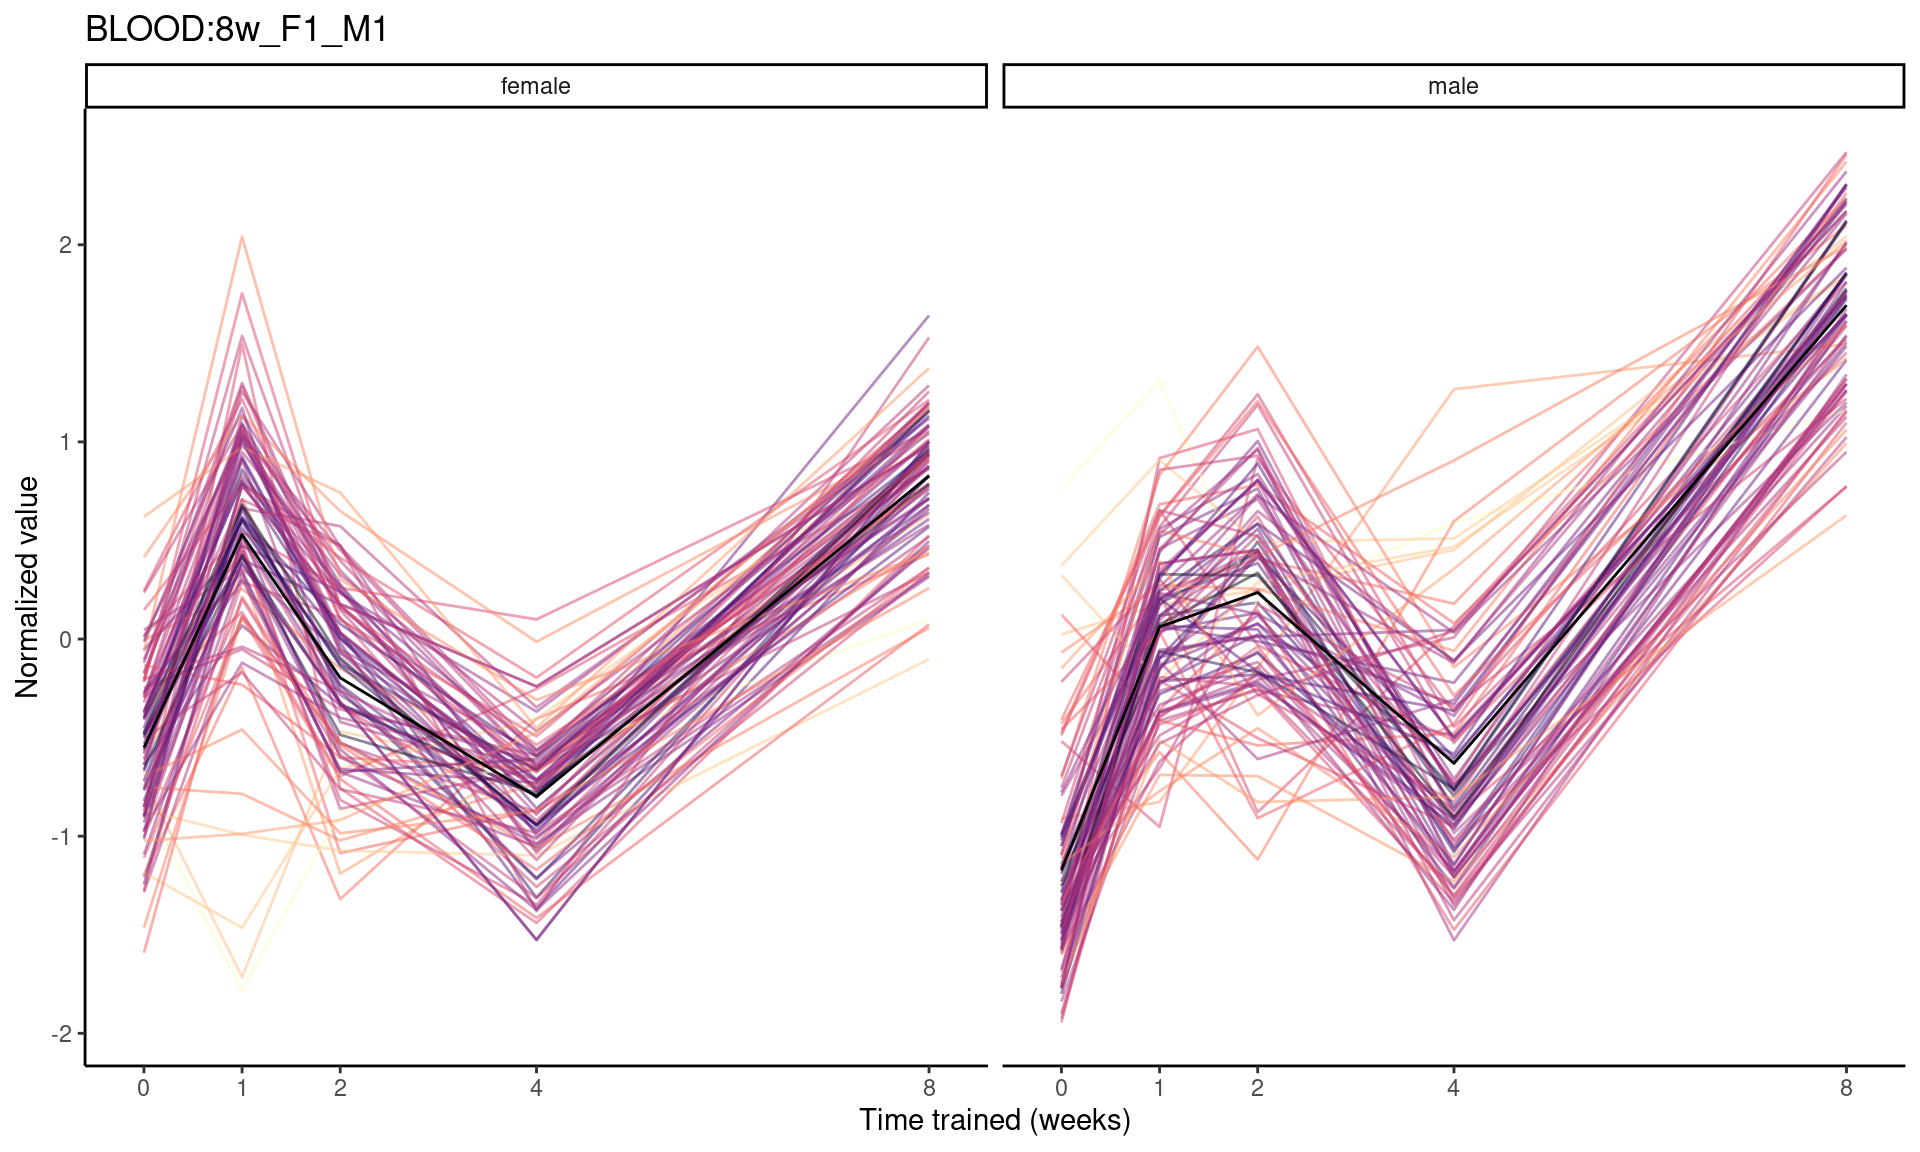 BLOOD:8w_F1_M1
female
male
Normalized value
2
1
0
-1
-2
0 1 2 4 8
0 1 2 4 8
Time trained (weeks)